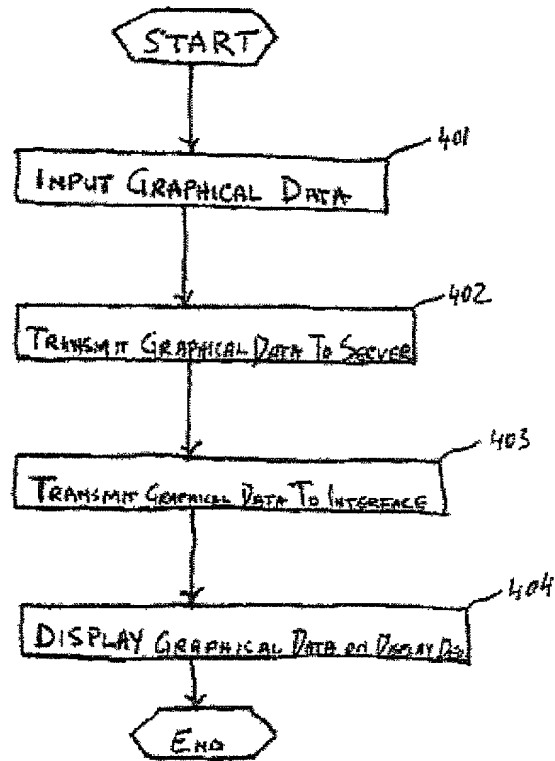 START
401
INPUT GRAPHICAL DATA
402
TRANSMIT GRAPHICAL DATA TO SERVER
403
TRANSMIT GRAPHICAL DATA TO INTERFACE
404
DISPLAY GRAPHICAL DATA ON DISPLAY
END